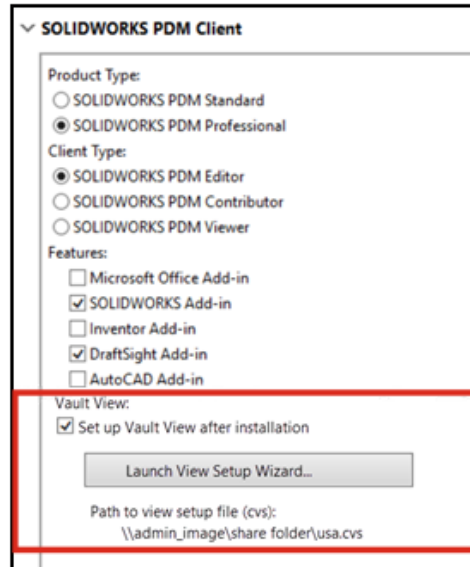 SOLIDWORKS PDM Client
Product Type:
SOLIDWORKS PDM Standard
SOLIDWORKS PDM Professional
Client Type:
SOLIDWORKS PDM Editor
SOLIDWORKS PDM Contributor
SOLIDWORKS PDM Viewer
Features:
Microsoft Office Add-in
SOLIDWORKS Add-in
Inventor Add-in
DraftSight Add-in
AutoCAD Add-in
Vault View:
Set up Vault View after installation
Launch View Setup Wizard...
Path to view setup file (cvs):
\\admin_image\share folder\usa.cvs